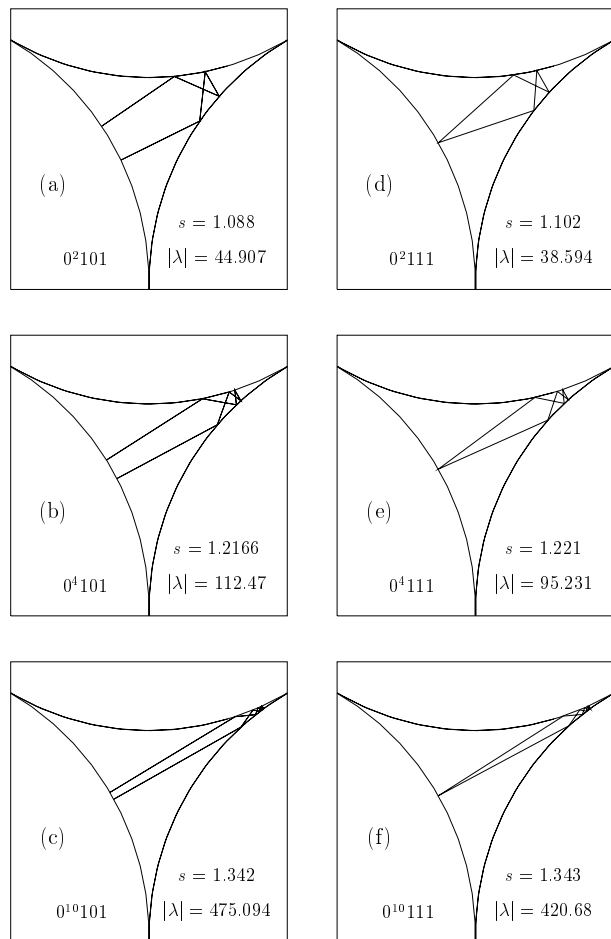 (a)
s = 1.088
0²101
|λ| = 44.907
(d)
s = 1.102
0²111
|λ| = 38.594
(b)
s = 1.2166
0⁴101
|λ| = 112.47
(e)
s = 1.221
0⁴111
|λ| = 95.231
(c)
s = 1.342
0¹⁰101
|λ| = 475.094
(f)
s = 1.343
0¹⁰111
|λ| = 420.68